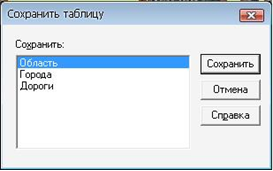 Сохранить таблицу
Сохранить:
Область
Города
Дороги
Сохранить
Отмена
Справка